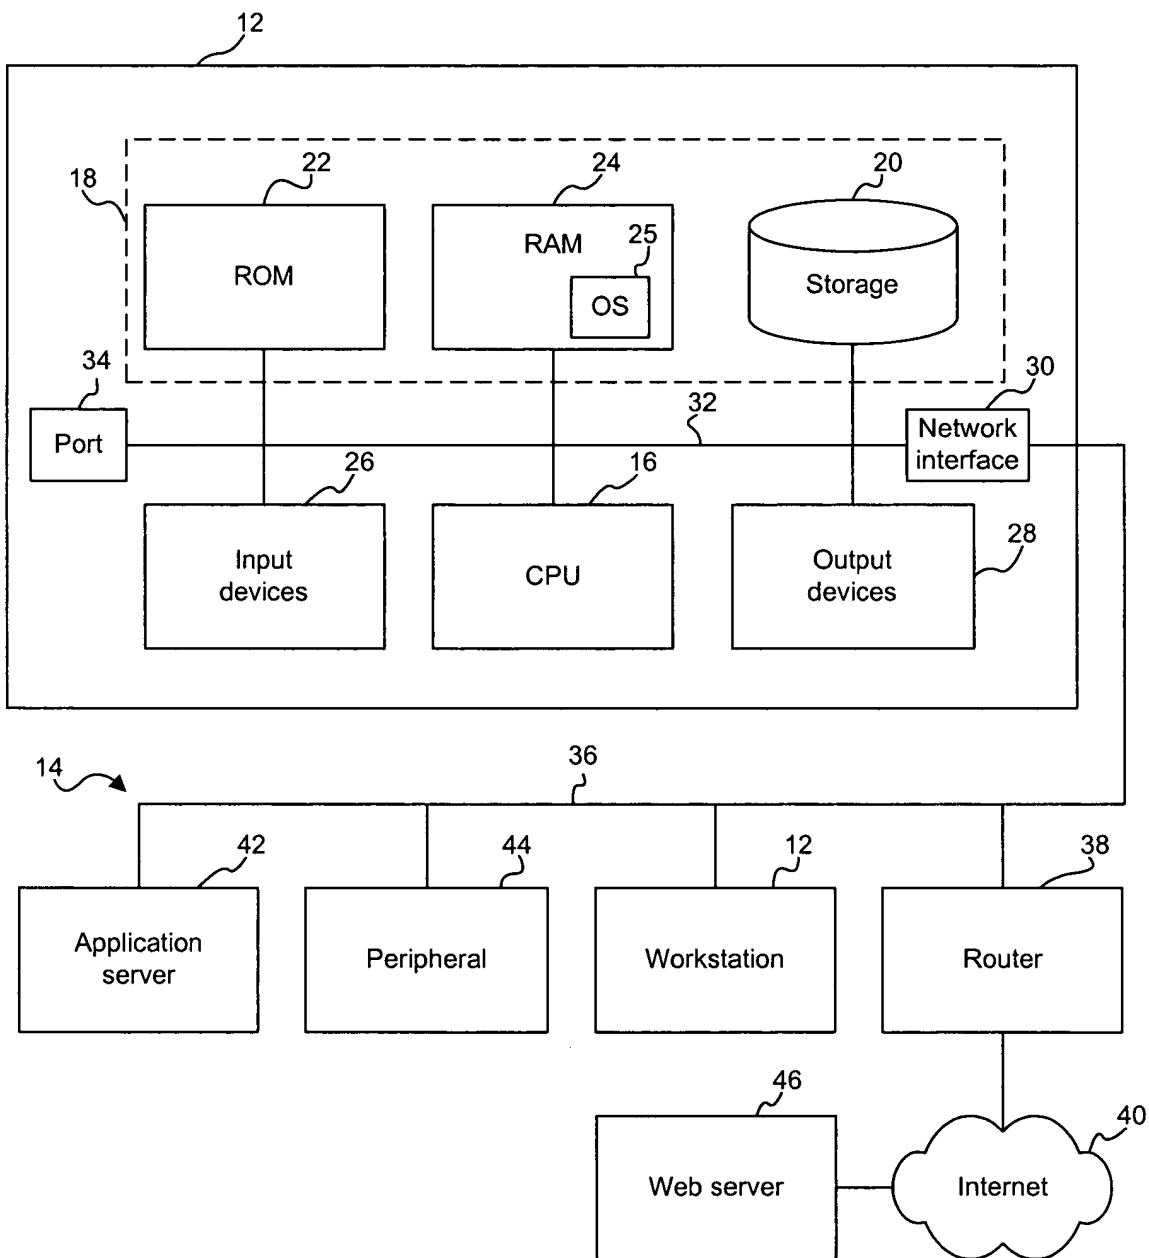 12
18
22
24
20
RAM
25
ROM
OS
Storage
34
30
32
Port
Network
interface
26
16
28
Input
devices
CPU
Output
devices
14
36
42
44
12
38
Application
server
Peripheral
Workstation
Router
46
40
Web server
Internet